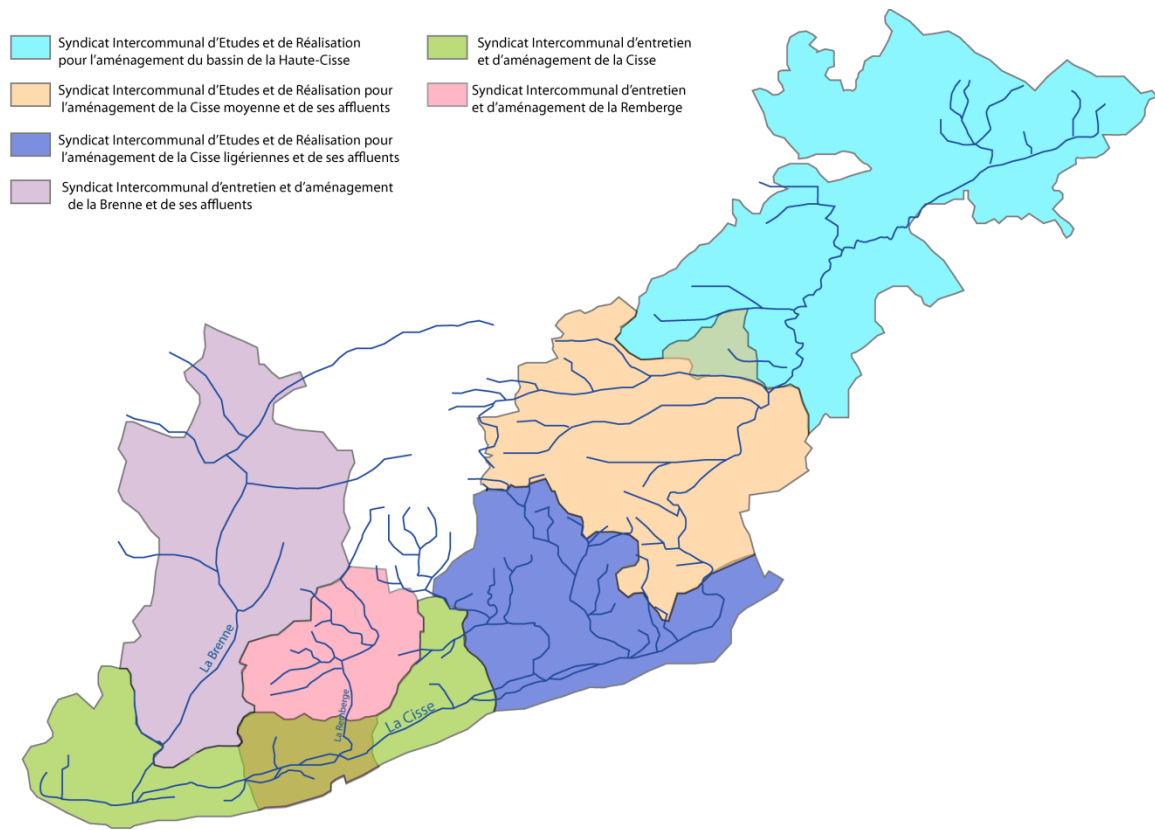 Syndicat Intercommunal d'Etudes et de Réalisation
pour l'aménagement du bassin de la Haute-Cisse
Syndicat Intercommunal d'Etudes et de Réalisation pour
l'aménagement de la Cisse moyenne et de ses affluents
Syndicat Intercommunal d'Etudes et de Réalisation pour
l'aménagement de la Cisse ligériennes et de ses affluents
Syndicat Intercommunal d'entretien et d'aménagement
de la Brenne et de ses affluents
Syndicat Intercommunal d'entretien
et d'aménagement de la Cisse
Syndicat Intercommunal d'entretien
et d'aménagement de la Remberge
La Brenne
La Remberge
La Cisse